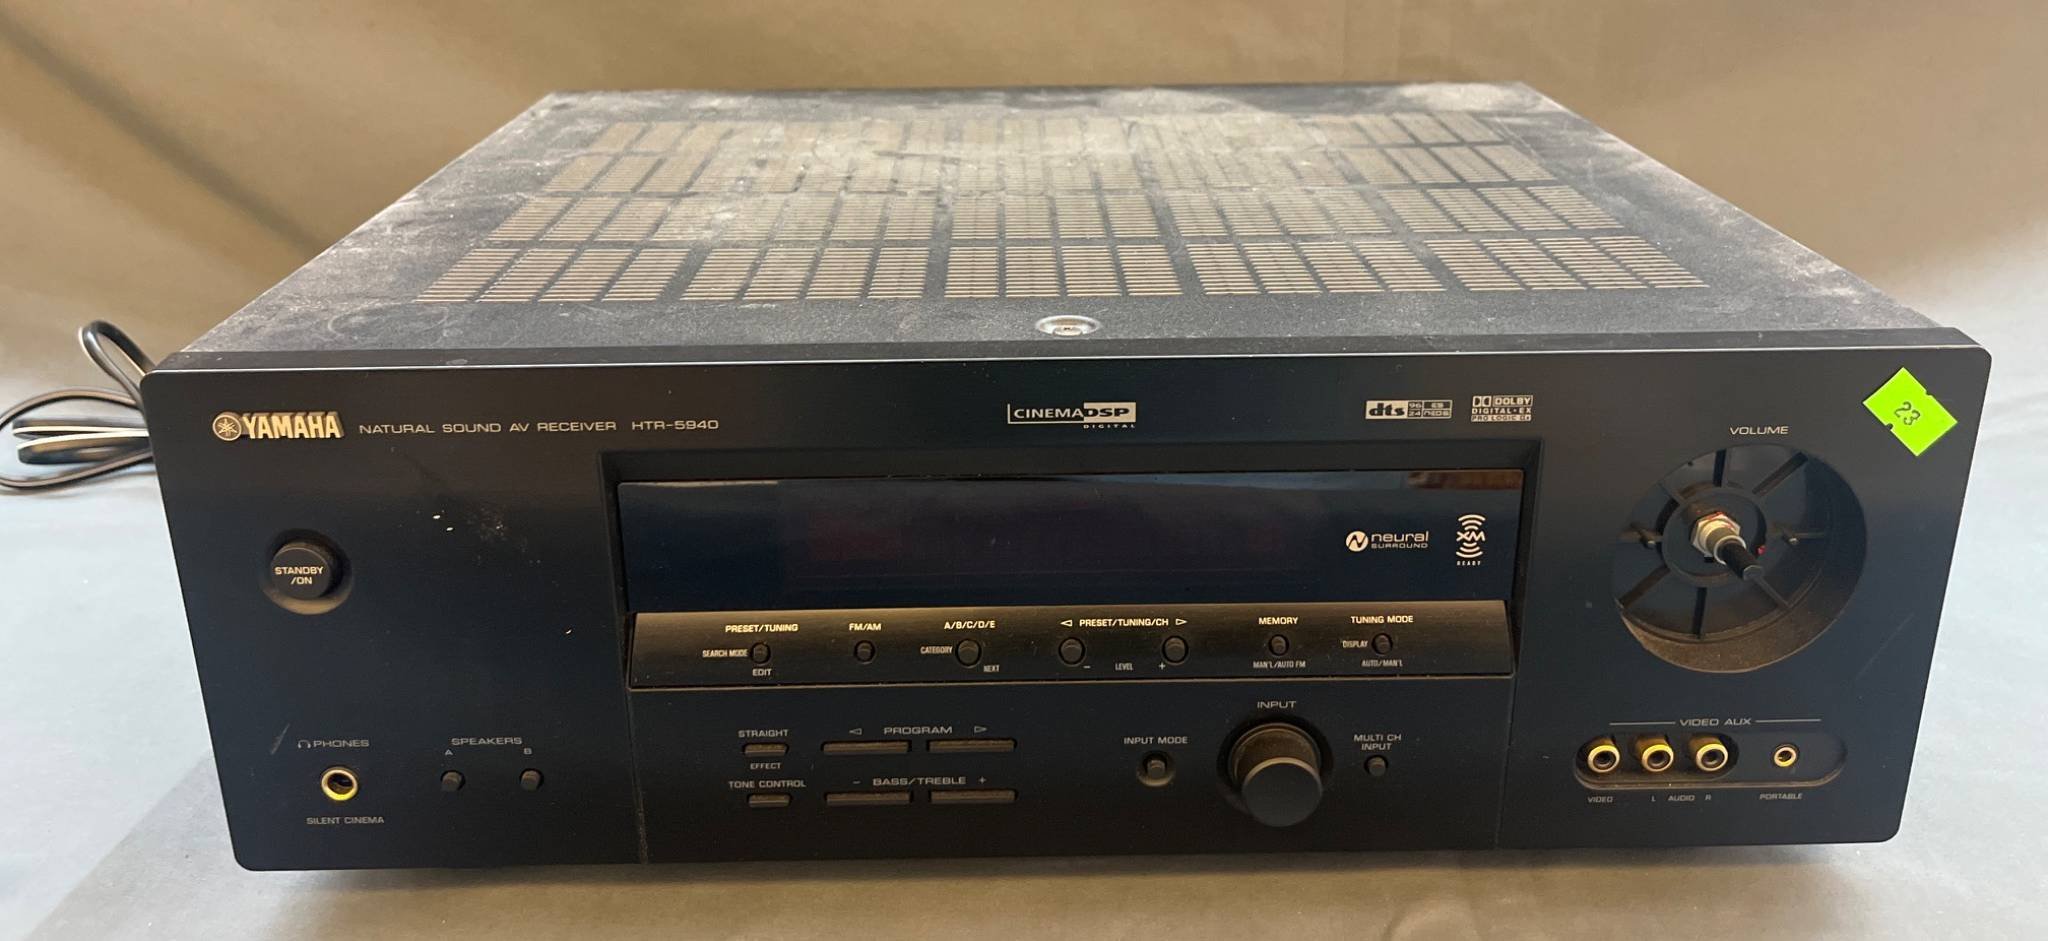 YAMAHA NATURAL SOUND AV RECEIVER HTR-5940
CINEMA DSP
DIGITAL
dts 96 24 ES NEO:6
DOLBY
DIGITAL·EX
PRO LOGIC IIx
23
VOLUME
STANDBY
/ON
neural
SURROUND
XM
READY
PRESET/TUNING
SEARCH MODE
EDIT
FM/AM
A/B/C/D/E
CATEGORY
NEXT
◁ PRESET/TUNING/CH ▷
− LEVEL +
MEMORY
MAN'L/AUTO FM
TUNING MODE
DISPLAY
AUTO/MAN'L
PHONES
SILENT CINEMA
SPEAKERS
A B
STRAIGHT
EFFECT
TONE CONTROL
◁ PROGRAM ▷
− BASS/TREBLE +
INPUT MODE
INPUT
MULTI CH
INPUT
VIDEO AUX
VIDEO L AUDIO R PORTABLE